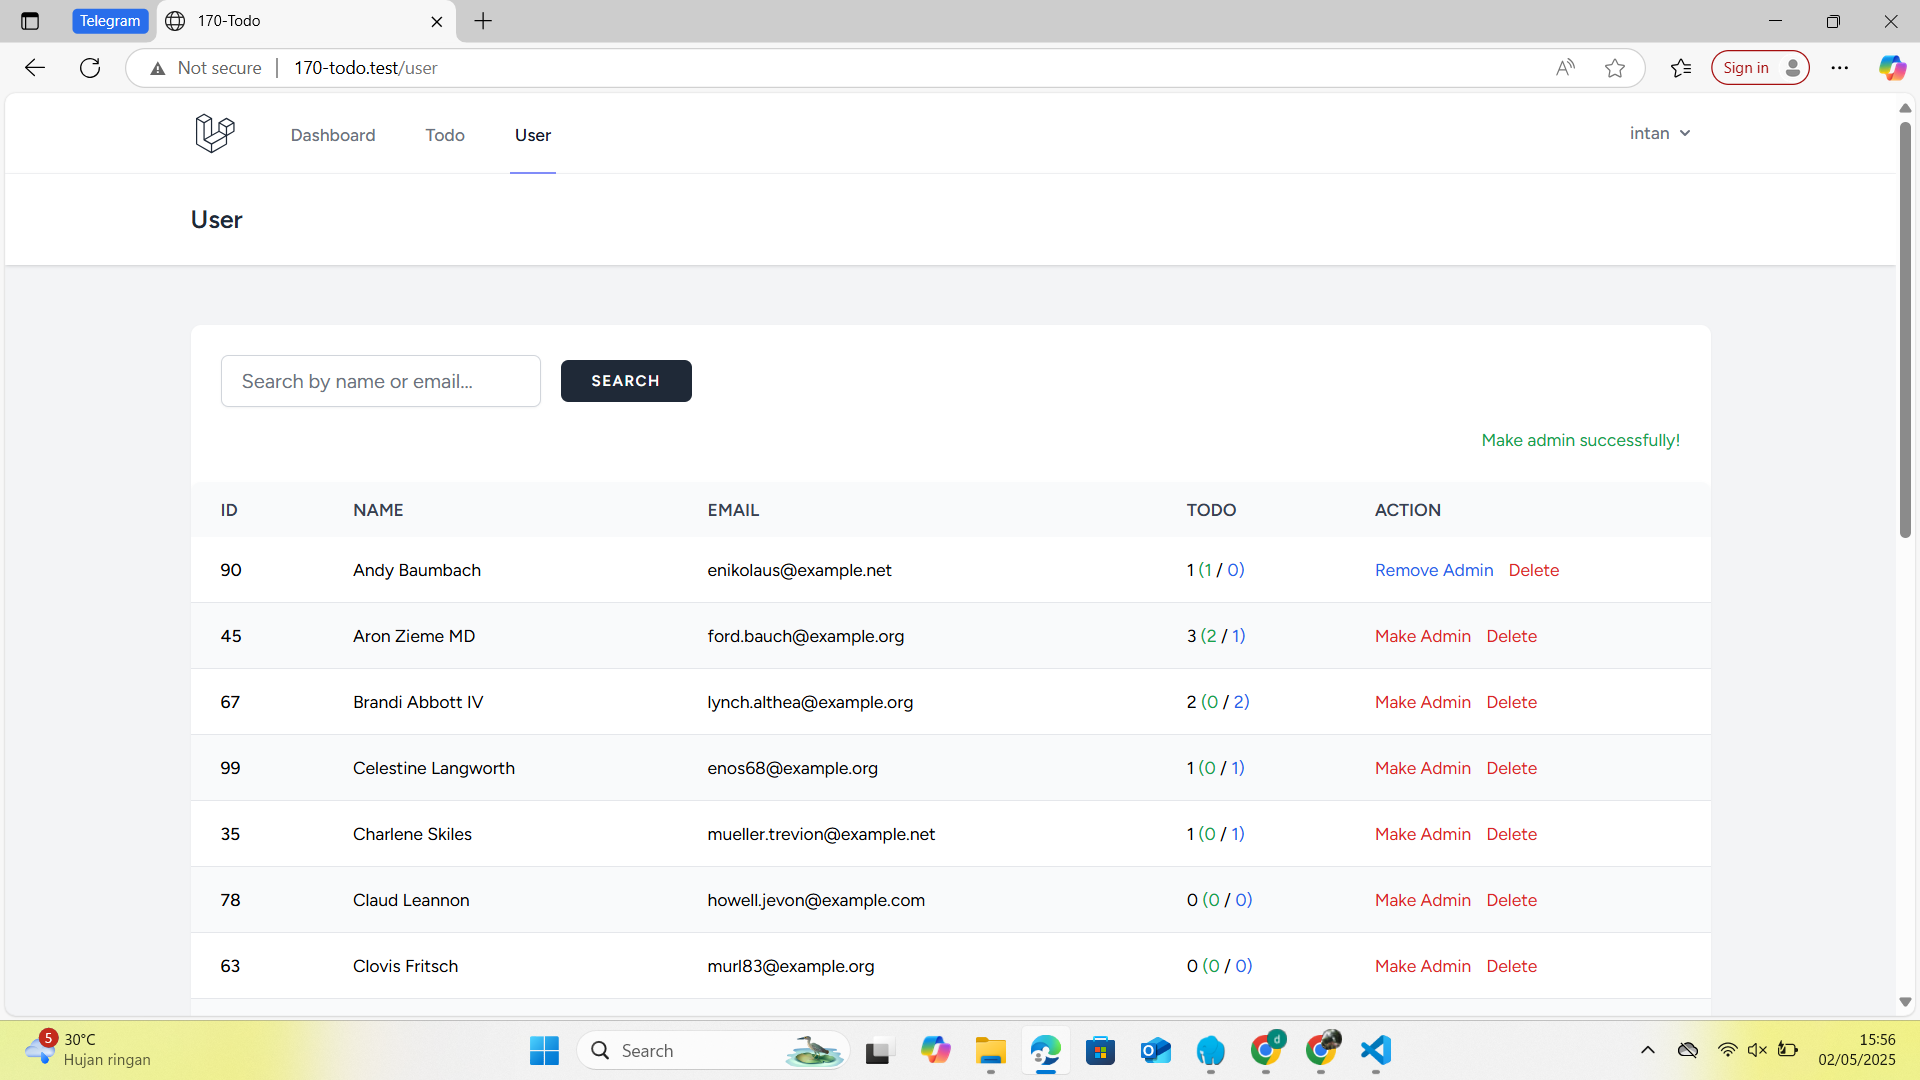 Telegram
170-Todo
Not secure
170-todo.test/user
Sign in
Dashboard
Todo
User
intan
User
Search by name or email...
SEARCH
Make admin successfully!
ID NAME EMAIL TODO ACTION
90 Andy Baumbach enikolaus@example.net 1 (1 / 0) Remove Admin Delete
45 Aron Zieme MD ford.bauch@example.org 3 (2 / 1) Make Admin Delete
67 Brandi Abbott IV lynch.althea@example.org 2 (0 / 2) Make Admin Delete
99 Celestine Langworth enos68@example.org 1 (0 / 1) Make Admin Delete
35 Charlene Skiles mueller.trevion@example.net 1 (0 / 1) Make Admin Delete
78 Claud Leannon howell.jevon@example.com 0 (0 / 0) Make Admin Delete
63 Clovis Fritsch murl83@example.org 0 (0 / 0) Make Admin Delete
5
30°C
Hujan ringan
Search
d
15:56
02/05/2025